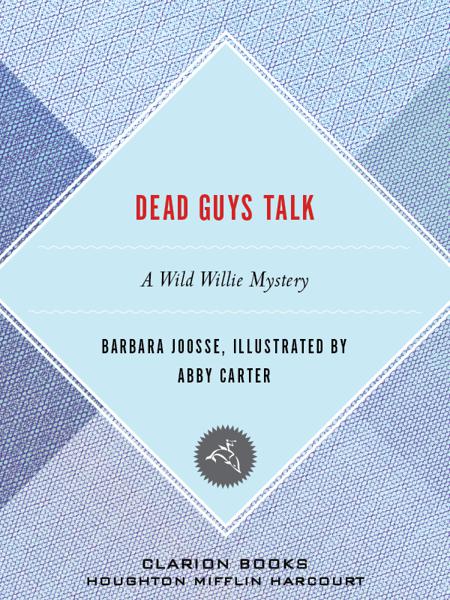 DEAD GUYS TALK
A Wild Willie Mystery
BARBARA JOOSSE, ILLUSTRATED BY
ABBY CARTER
CLARION BOOKS
HOUGHTON MIFFLIN HARCOURT